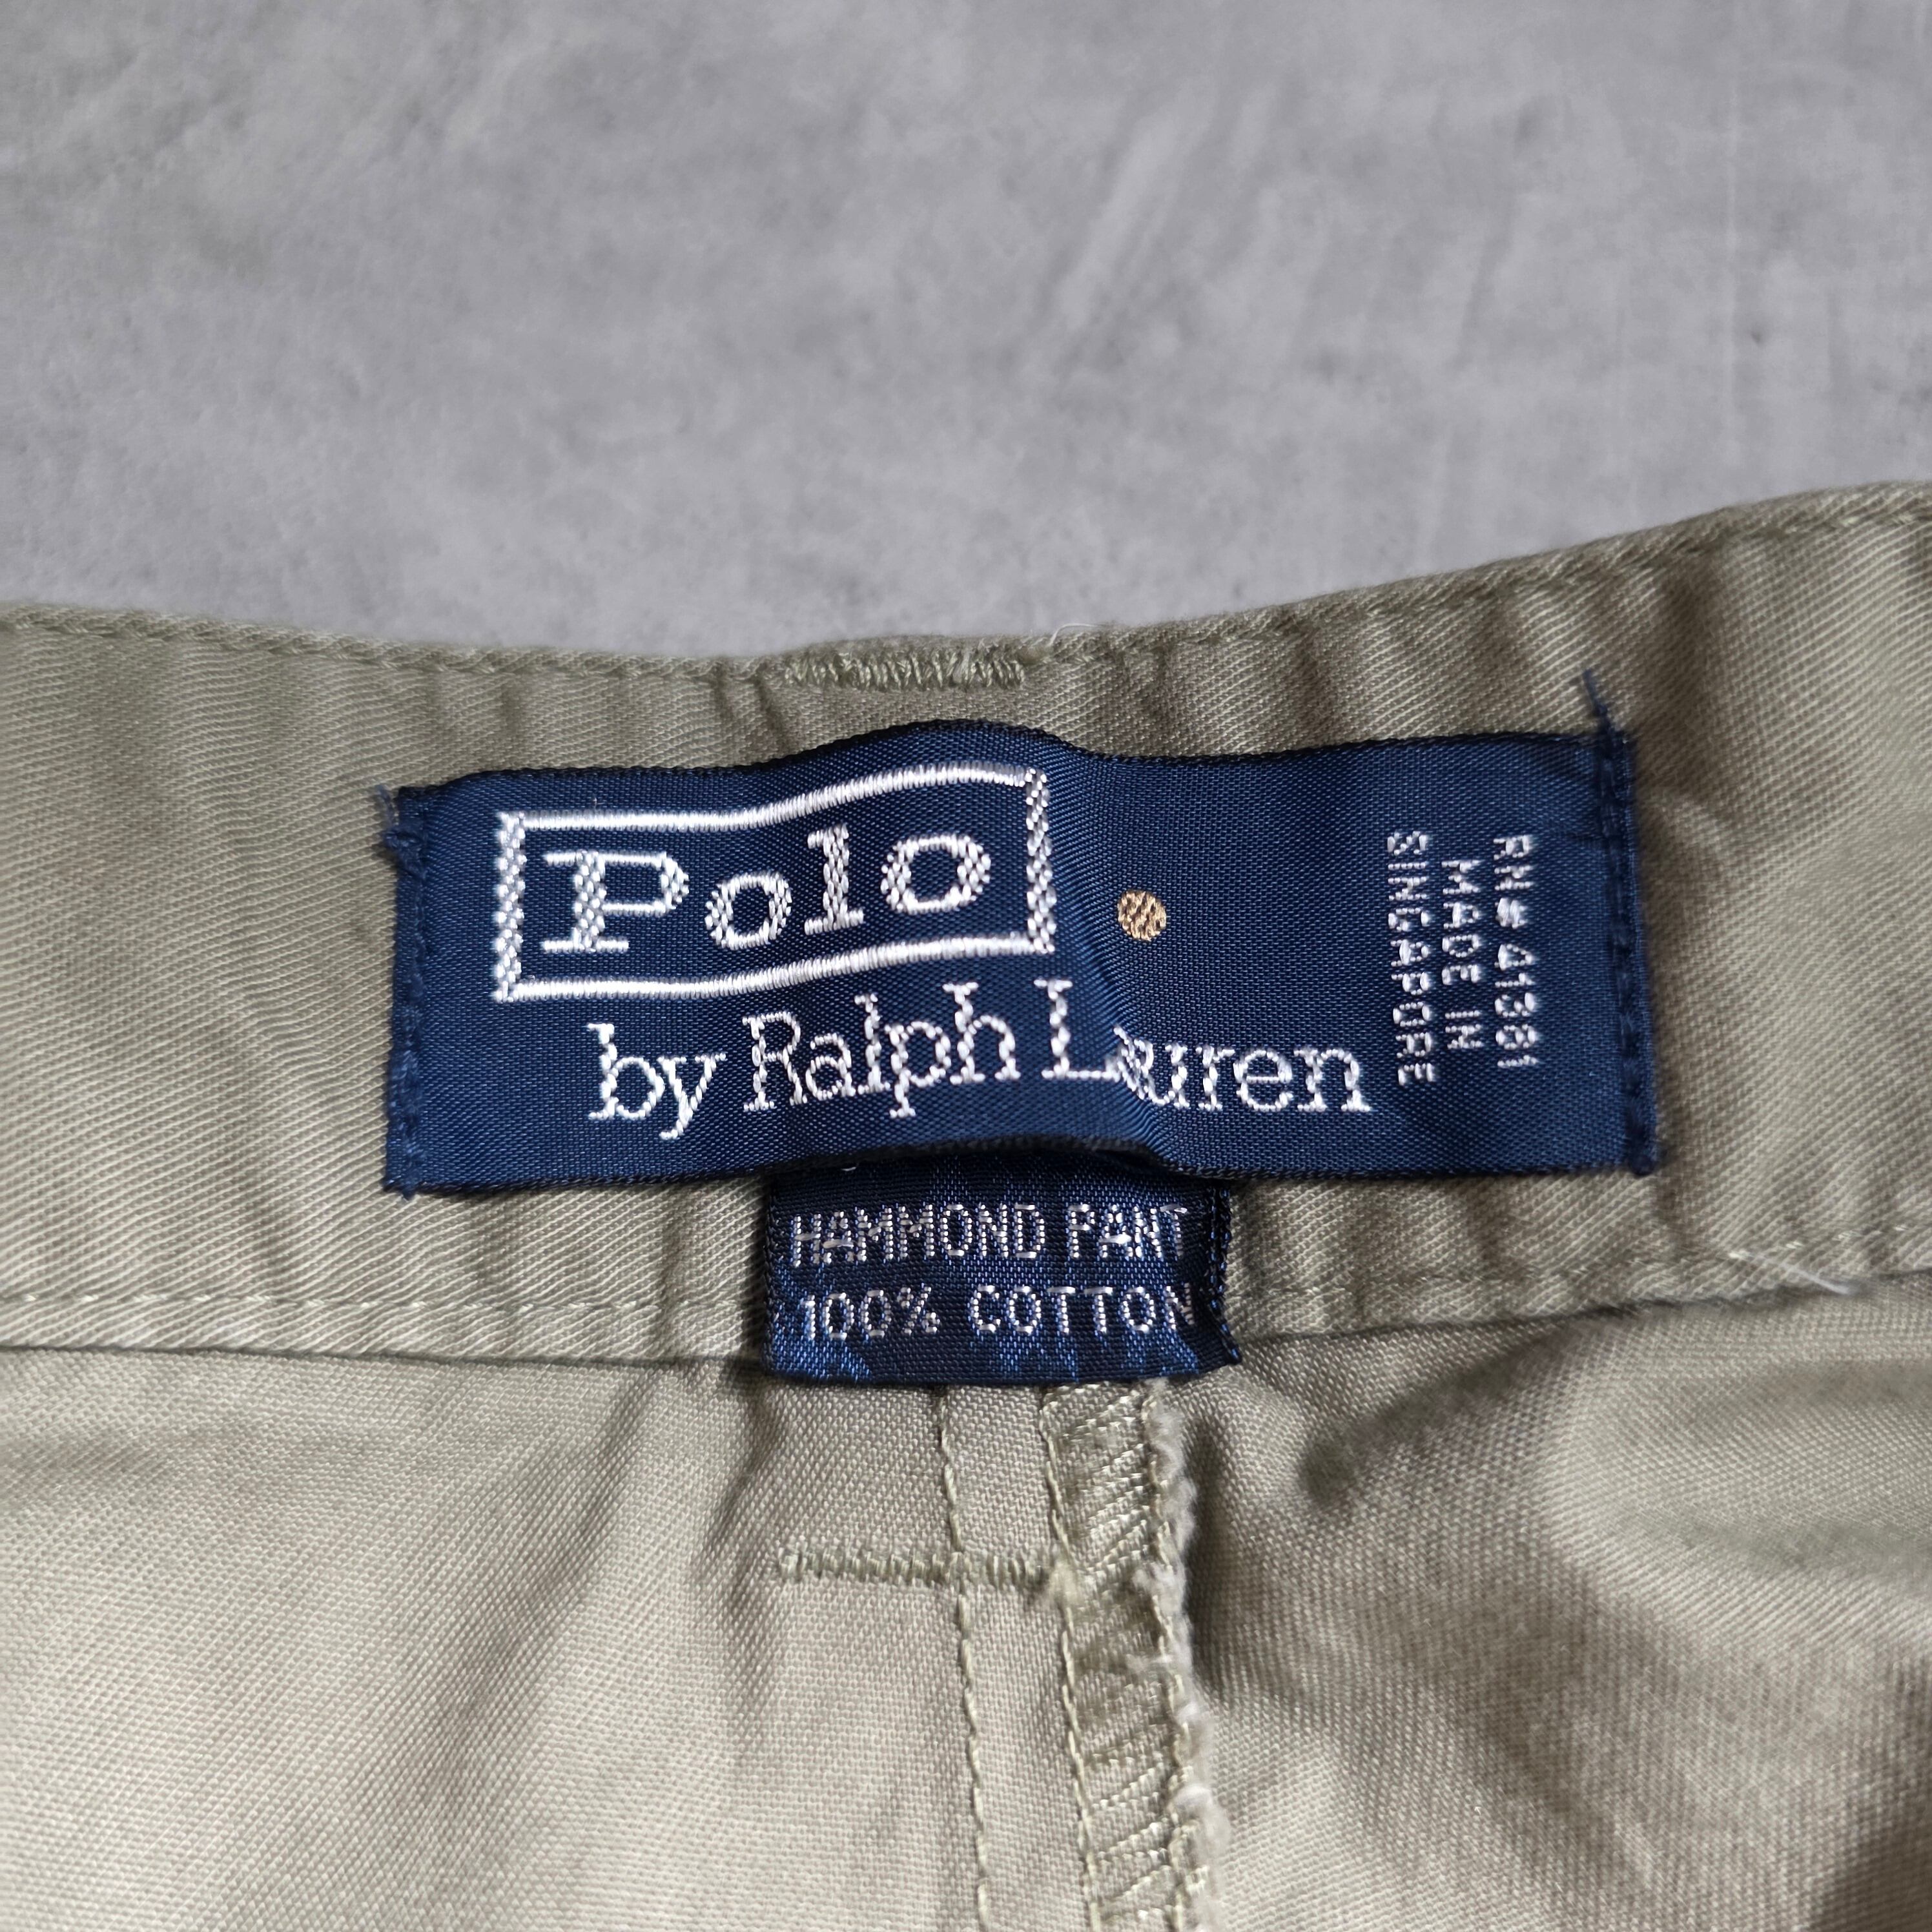 Polo
by Ralph Lauren
RN# 41381
MADE IN
SINGAPORE
HAMMOND PANT
100% COTTON